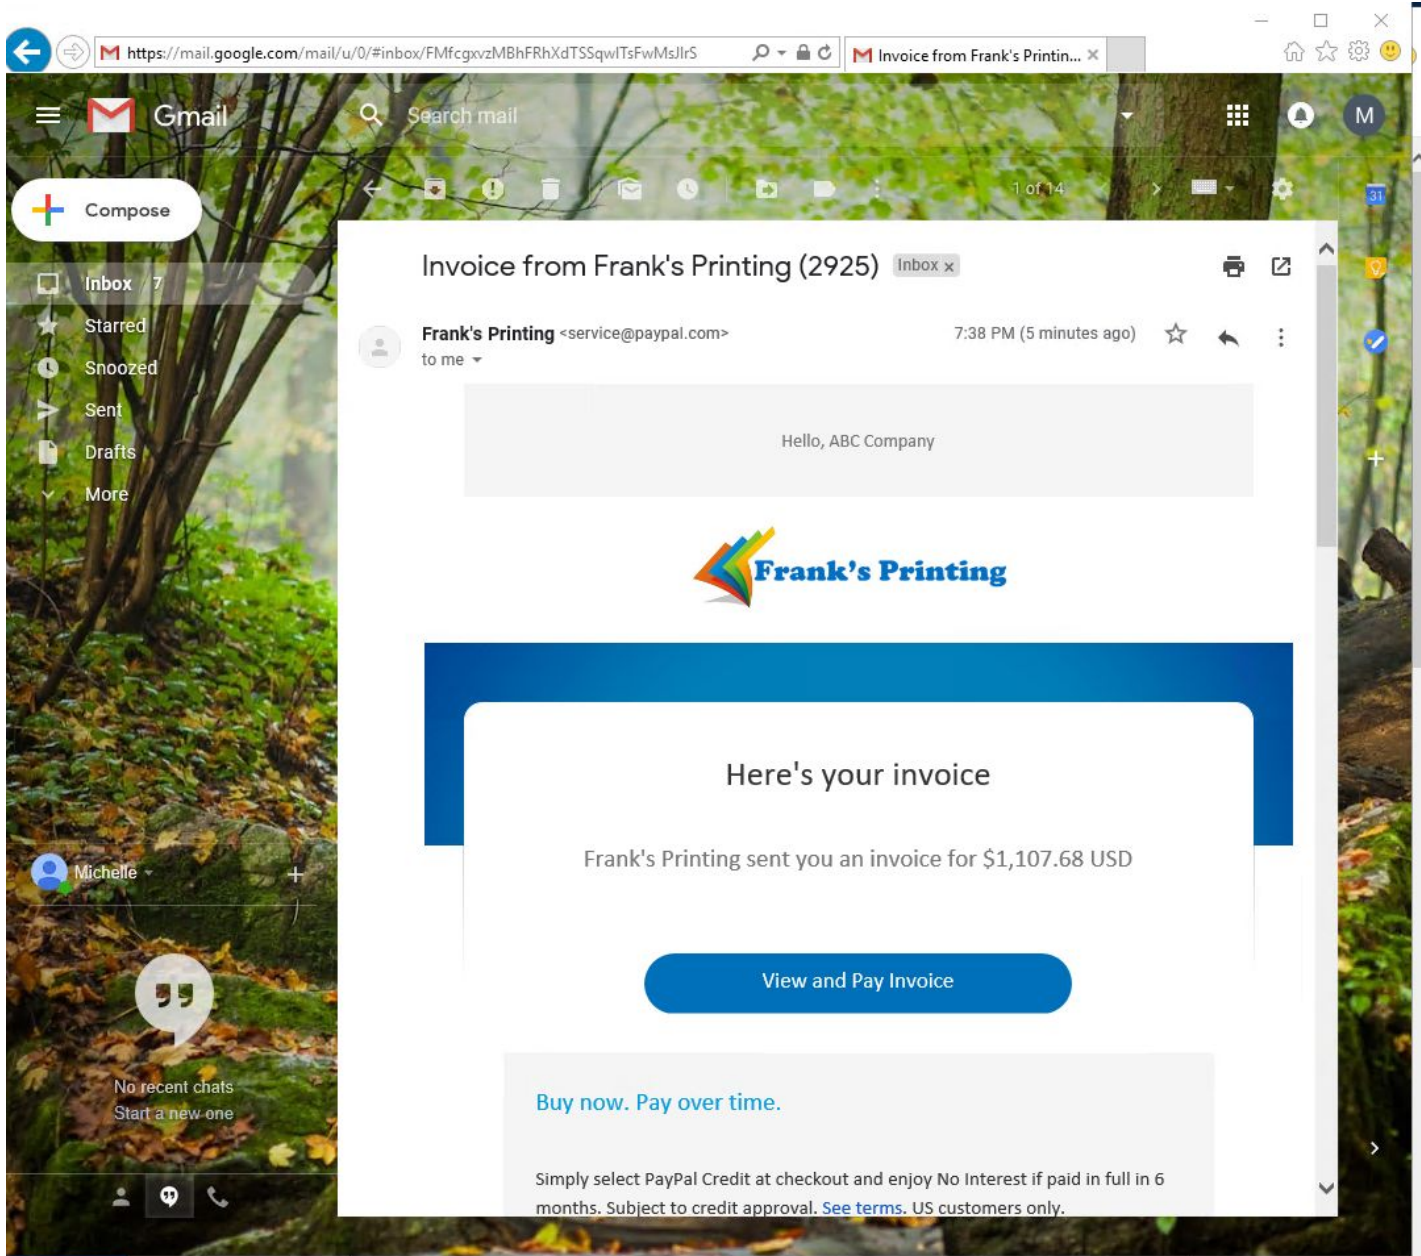 https://mail.google.com/mail/u/0/#inbox/FMfcgxvzMBhFRhXdTSSqwITsFwMsJlrS
Invoice from Frank's Printin...
Gmail
Search mail
M
Compose
1 of 14
31
Inbox 7
Starred
Snoozed
Sent
Drafts
More
Invoice from Frank's Printing (2925) Inbox x
Frank's Printing <service@paypal.com> 7:38 PM (5 minutes ago)
to me
Hello, ABC Company
Frank's Printing
Here's your invoice
Frank's Printing sent you an invoice for $1,107.68 USD
View and Pay Invoice
Buy now. Pay over time.
Simply select PayPal Credit at checkout and enjoy No Interest if paid in full in 6
months. Subject to credit approval. See terms. US customers only.
Michelle
No recent chats
Start a new one